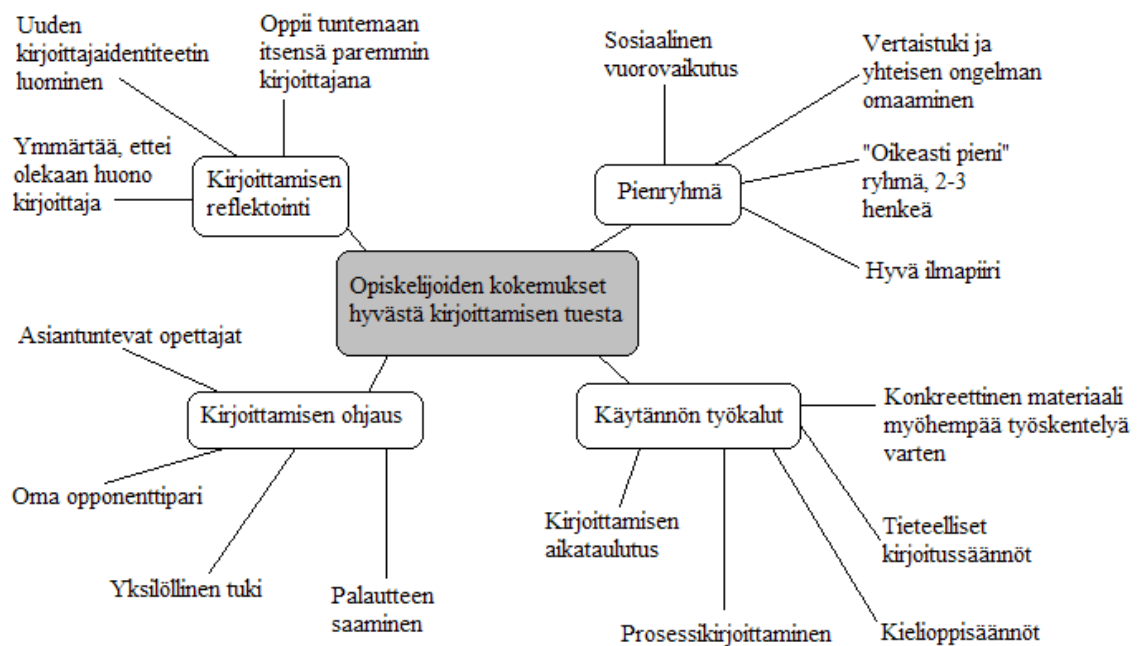 Uuden
kirjoittajaidentiteetin
luominen
Oppii tuntemaan
itsensä paremmin
kirjoittajana
Ymmärtää, ettei
olekaan huono
kirjoittaja
Kirjoittamisen
reflektointi
Sosiaalinen
vuorovaikutus
Vertaistuki ja
yhteisen ongelman
omaaminen
"Oikeasti pieni"
ryhmä, 2-3
henkeä
Pienryhmä
Hyvä ilmapiiri
Opiskelijoiden kokemukset
hyvästä kirjoittamisen tuesta
Asiantuntevat opettajat
Kirjoittamisen ohjaus
Oma opponenttipari
Yksilöllinen tuki
Palautteen
saaminen
Käytännön työkalut
Konkreettinen materiaali
myöhempää työskentelyä
varten
Kirjoittamisen
aikataulutus
Tieteelliset
kirjoitussäännöt
Prosessikirjoittaminen
Kielioppisäännöt